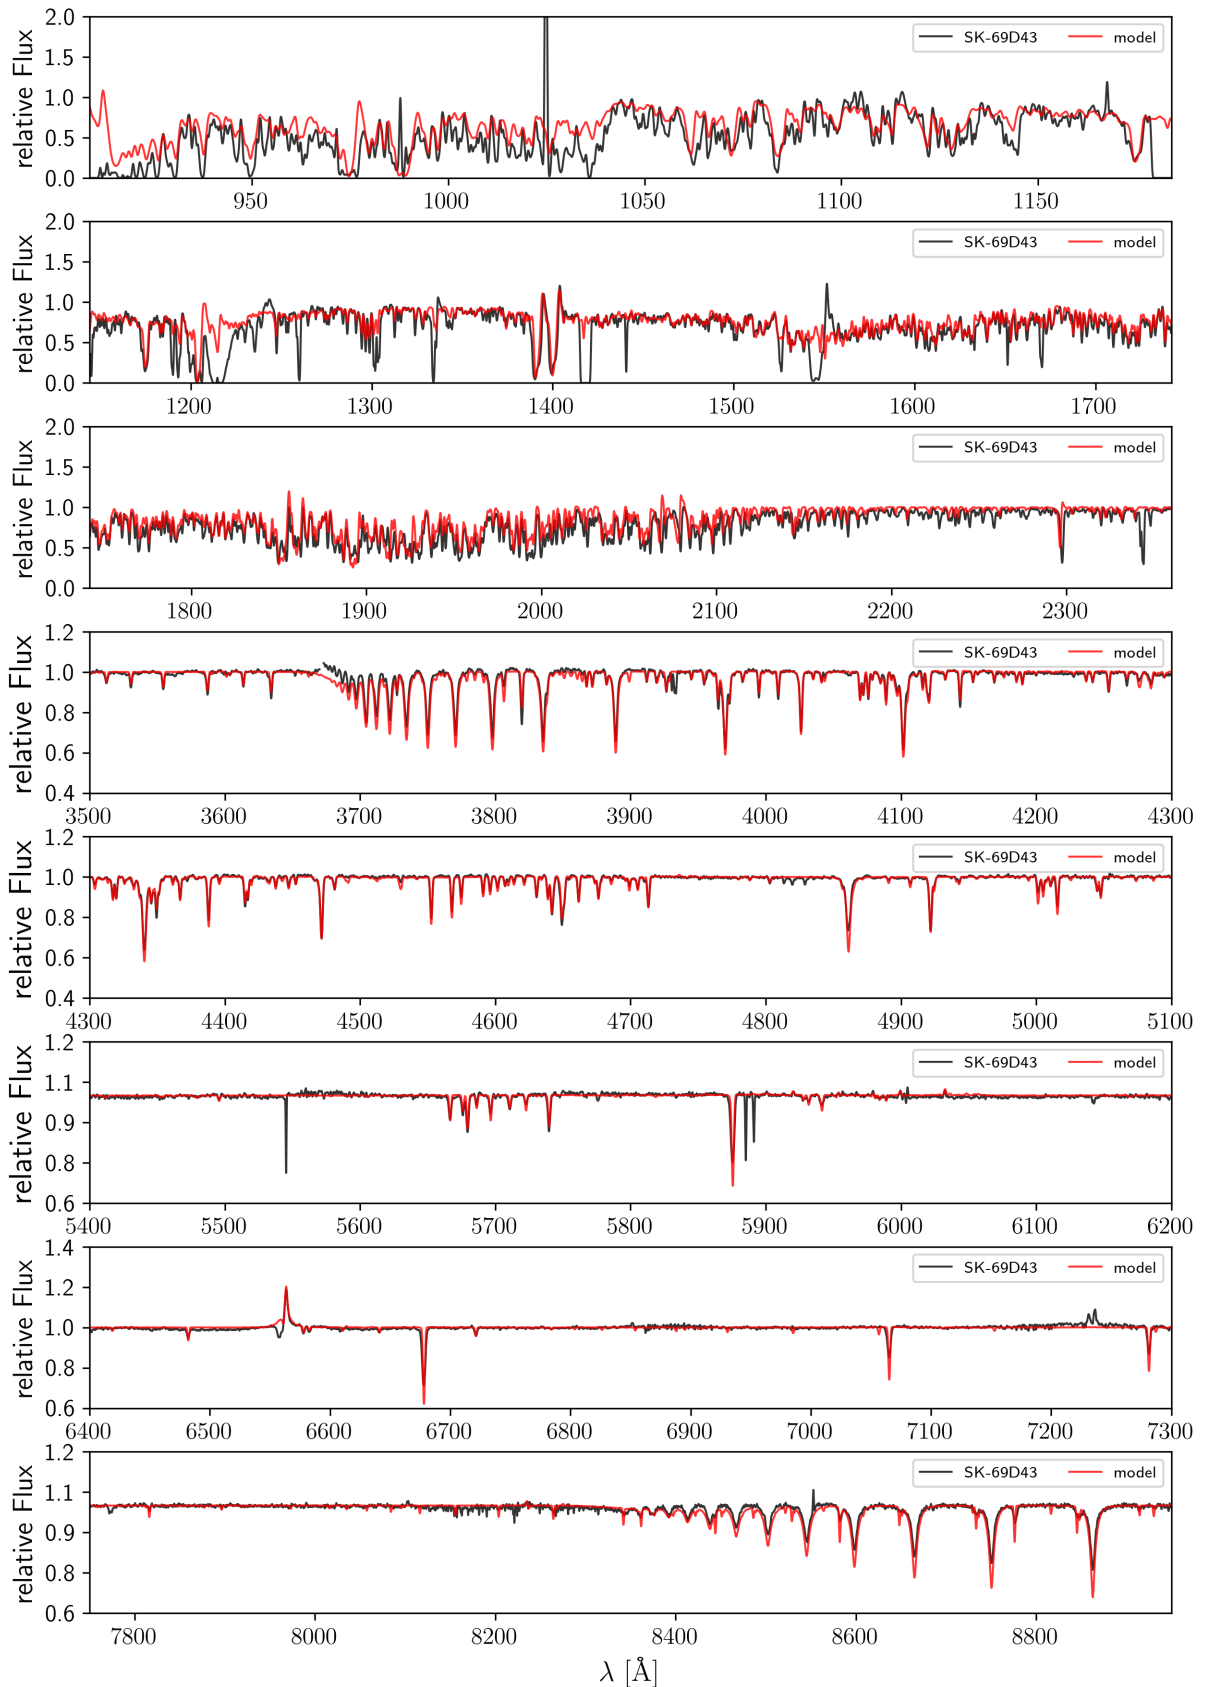 relative Flux
2.0
1.5
1.0
0.5
0.0
SK-69D43 model
950 1000 1050 1100 1150
relative Flux
2.0
1.5
1.0
0.5
0.0
SK-69D43 model
1200 1300 1400 1500 1600 1700
relative Flux
2.0
1.5
1.0
0.5
0.0
SK-69D43 model
1800 1900 2000 2100 2200 2300
relative Flux
1.2
1.0
0.8
0.6
0.4
SK-69D43 model
3500 3600 3700 3800 3900 4000 4100 4200 4300
relative Flux
1.2
1.0
0.8
0.6
0.4
SK-69D43 model
4300 4400 4500 4600 4700 4800 4900 5000 5100
relative Flux
1.2
1.1
0.9
0.8
0.6
SK-69D43 model
5400 5500 5600 5700 5800 5900 6000 6100 6200
relative Flux
1.4
1.2
1.0
0.8
0.6
SK-69D43 model
6400 6500 6600 6700 6800 6900 7000 7100 7200 7300
relative Flux
1.2
1.1
0.9
0.8
0.6
SK-69D43 model
7800 8000 8200 8400 8600 8800
λ [Å]